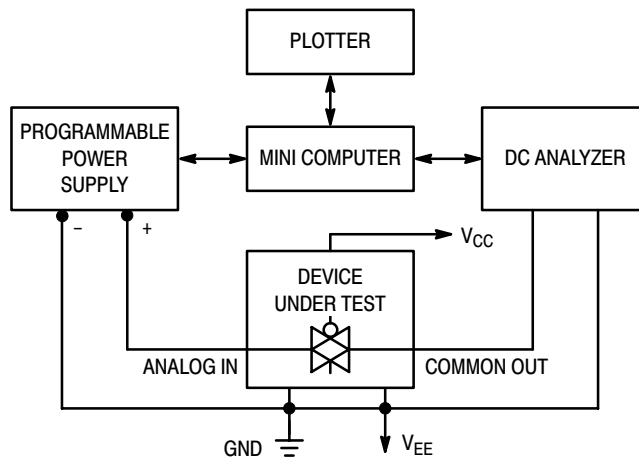 PLOTTER
PROGRAMMABLE
POWER
SUPPLY
MINI COMPUTER
DC ANALYZER
– +
VCC
DEVICE
UNDER TEST
ANALOG IN
COMMON OUT
GND
VEE